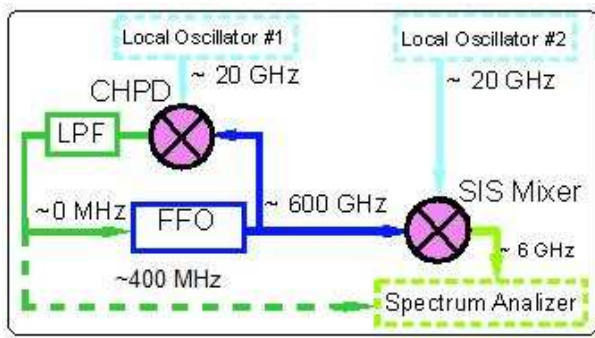 Local Oscillator #1
Local Oscillator #2
~ 20 GHz
~ 20 GHz
CHPD
LPF
SIS Mixer
~0 MHz
FFO
~ 600 GHz
~ 6 GHz
~400 MHz
Spectrum Analizer